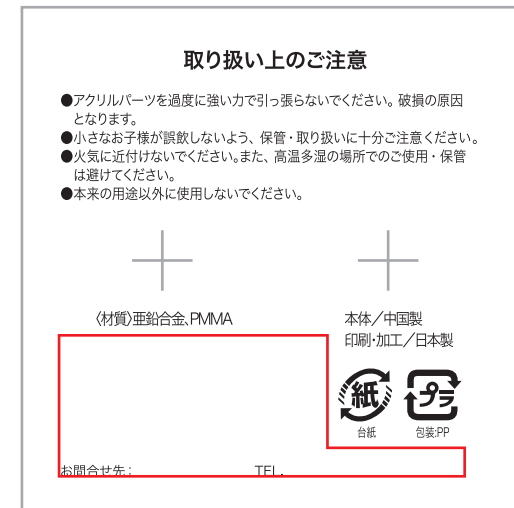 取り扱い上のご注意
●アクリルパーツを過度に強い力で引っ張らないでください。破損の原因
となります。
●小さなお子様が誤飲しないよう、保管・取り扱いに十分ご注意ください。
●火気に近付けないでください。また、高温多湿の場所でのご使用・保管
は避けてください。
●本来の用途以外に使用しないでください。
〈材質〉亜鉛合金、PMMA
本体／中国製
印刷・加工／日本製
紙
プラ
台紙
包装:PP
お問合せ先:
TEL.